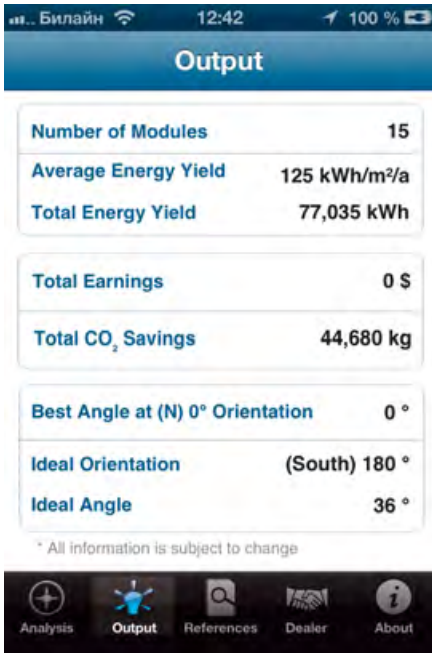 ... Билайн 12:42 100 %
Output
Number of Modules 15
Average Energy Yield 125 kWh/m²/a
Total Energy Yield 77,035 kWh
Total Earnings 0 $
Total CO₂ Savings 44,680 kg
Best Angle at (N) 0° Orientation 0 °
Ideal Orientation (South) 180 °
Ideal Angle 36 °
* All information is subject to change
Analysis Output References Dealer About